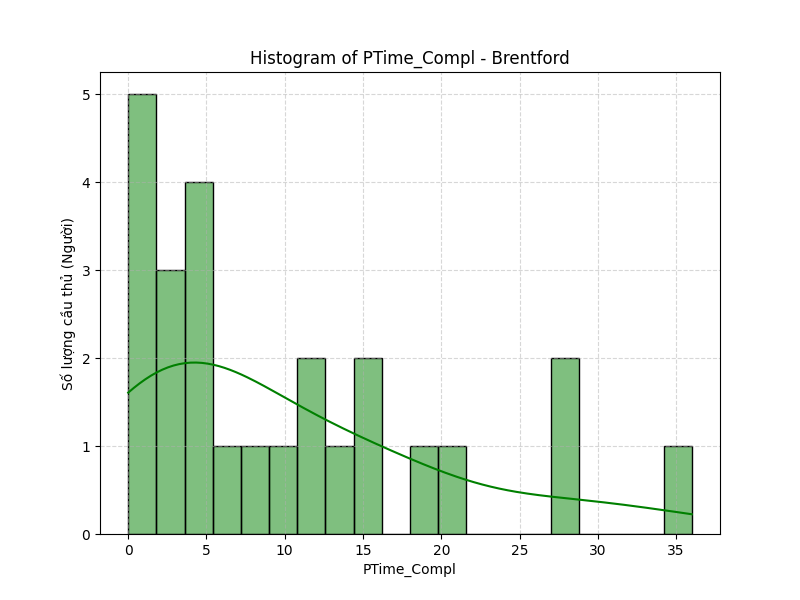 Histogram of PTime_Compl - Brentford
Số lượng cầu thủ (Người)
5
4
3
2
1
0
0 5 10 15 20 25 30 35
PTime_Compl